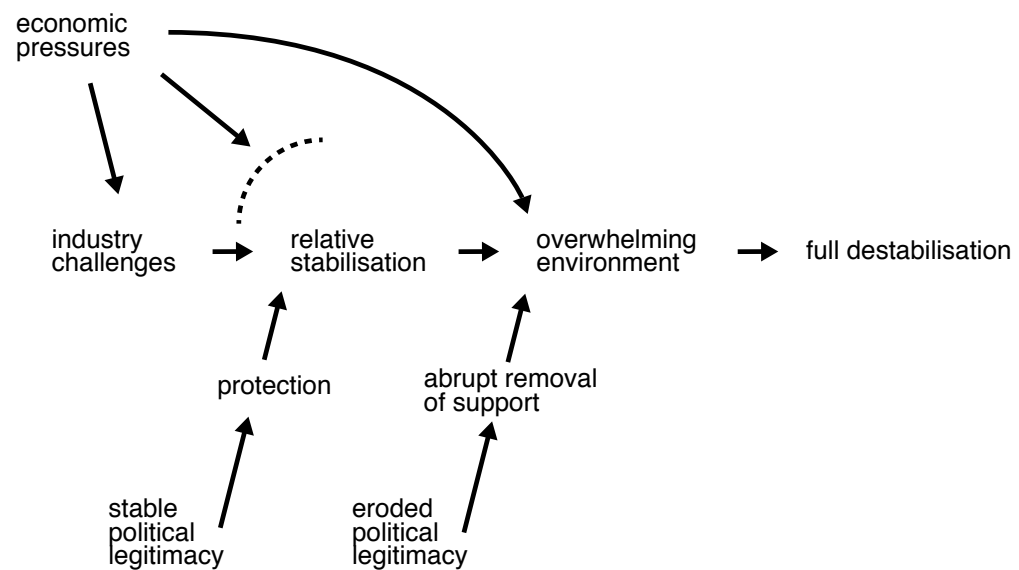 economic
pressures
industry
challenges
relative
stabilisation
overwhelming
environment
full destabilisation
protection
abrupt removal
of support
stable
political
legitimacy
eroded
political
legitimacy